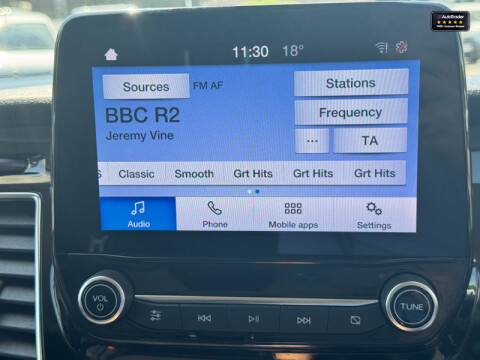 AutoTrader
11:30 18°
Sources FM AF Stations
BBC R2
Frequency
Jeremy Vine
... TA
S Classic Smooth Grt Hits Grt Hits Grt Hits
Audio Phone Mobile apps Settings
VOL
TUNE